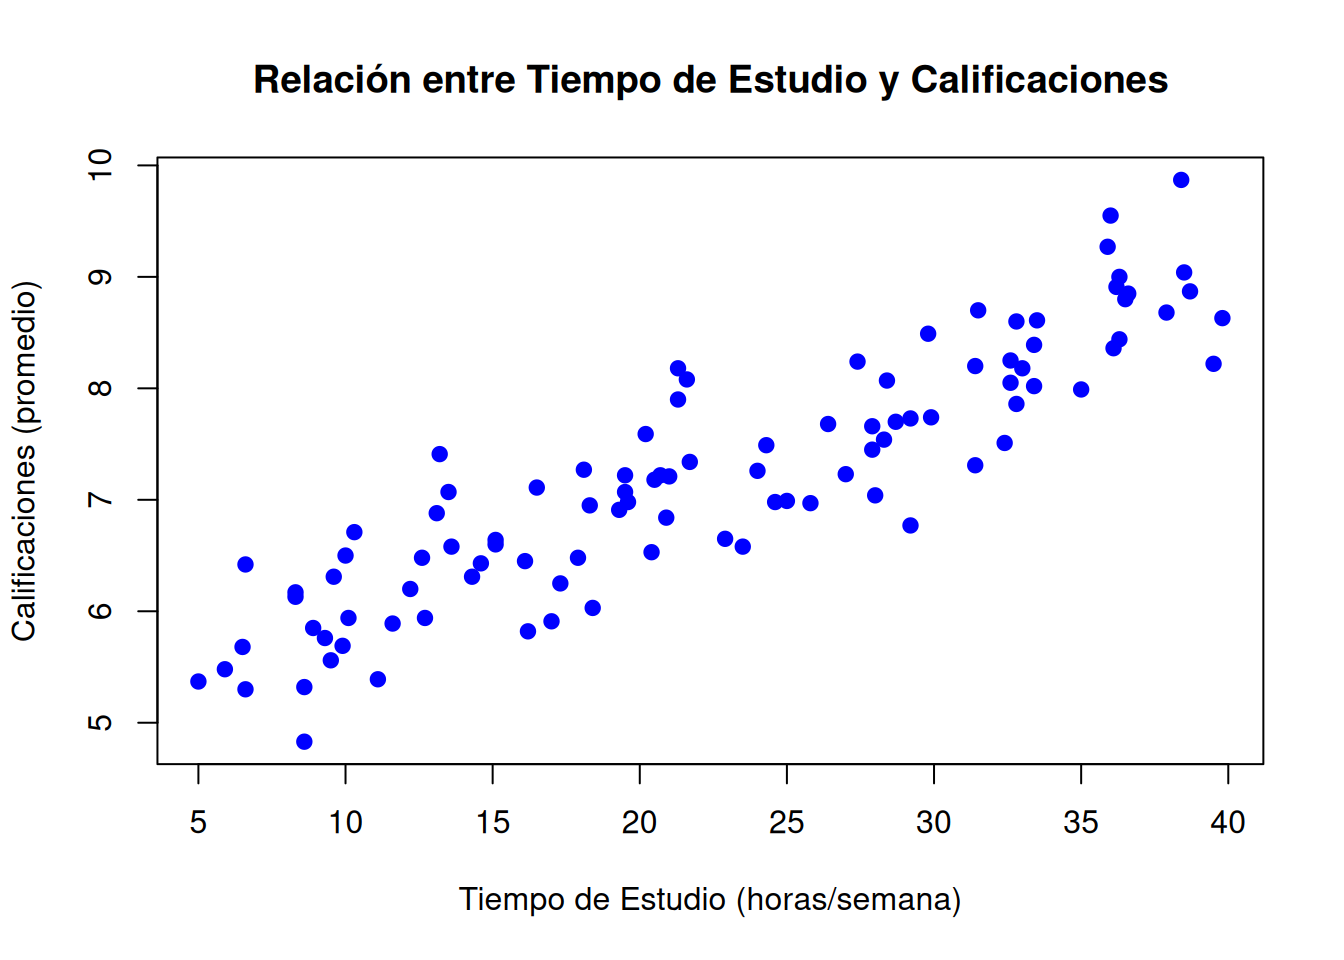 Relación entre Tiempo de Estudio y Calificaciones
Calificaciones (promedio)
10
9
8
7
6
5
5 10 15 20 25 30 35 40
Tiempo de Estudio (horas/semana)